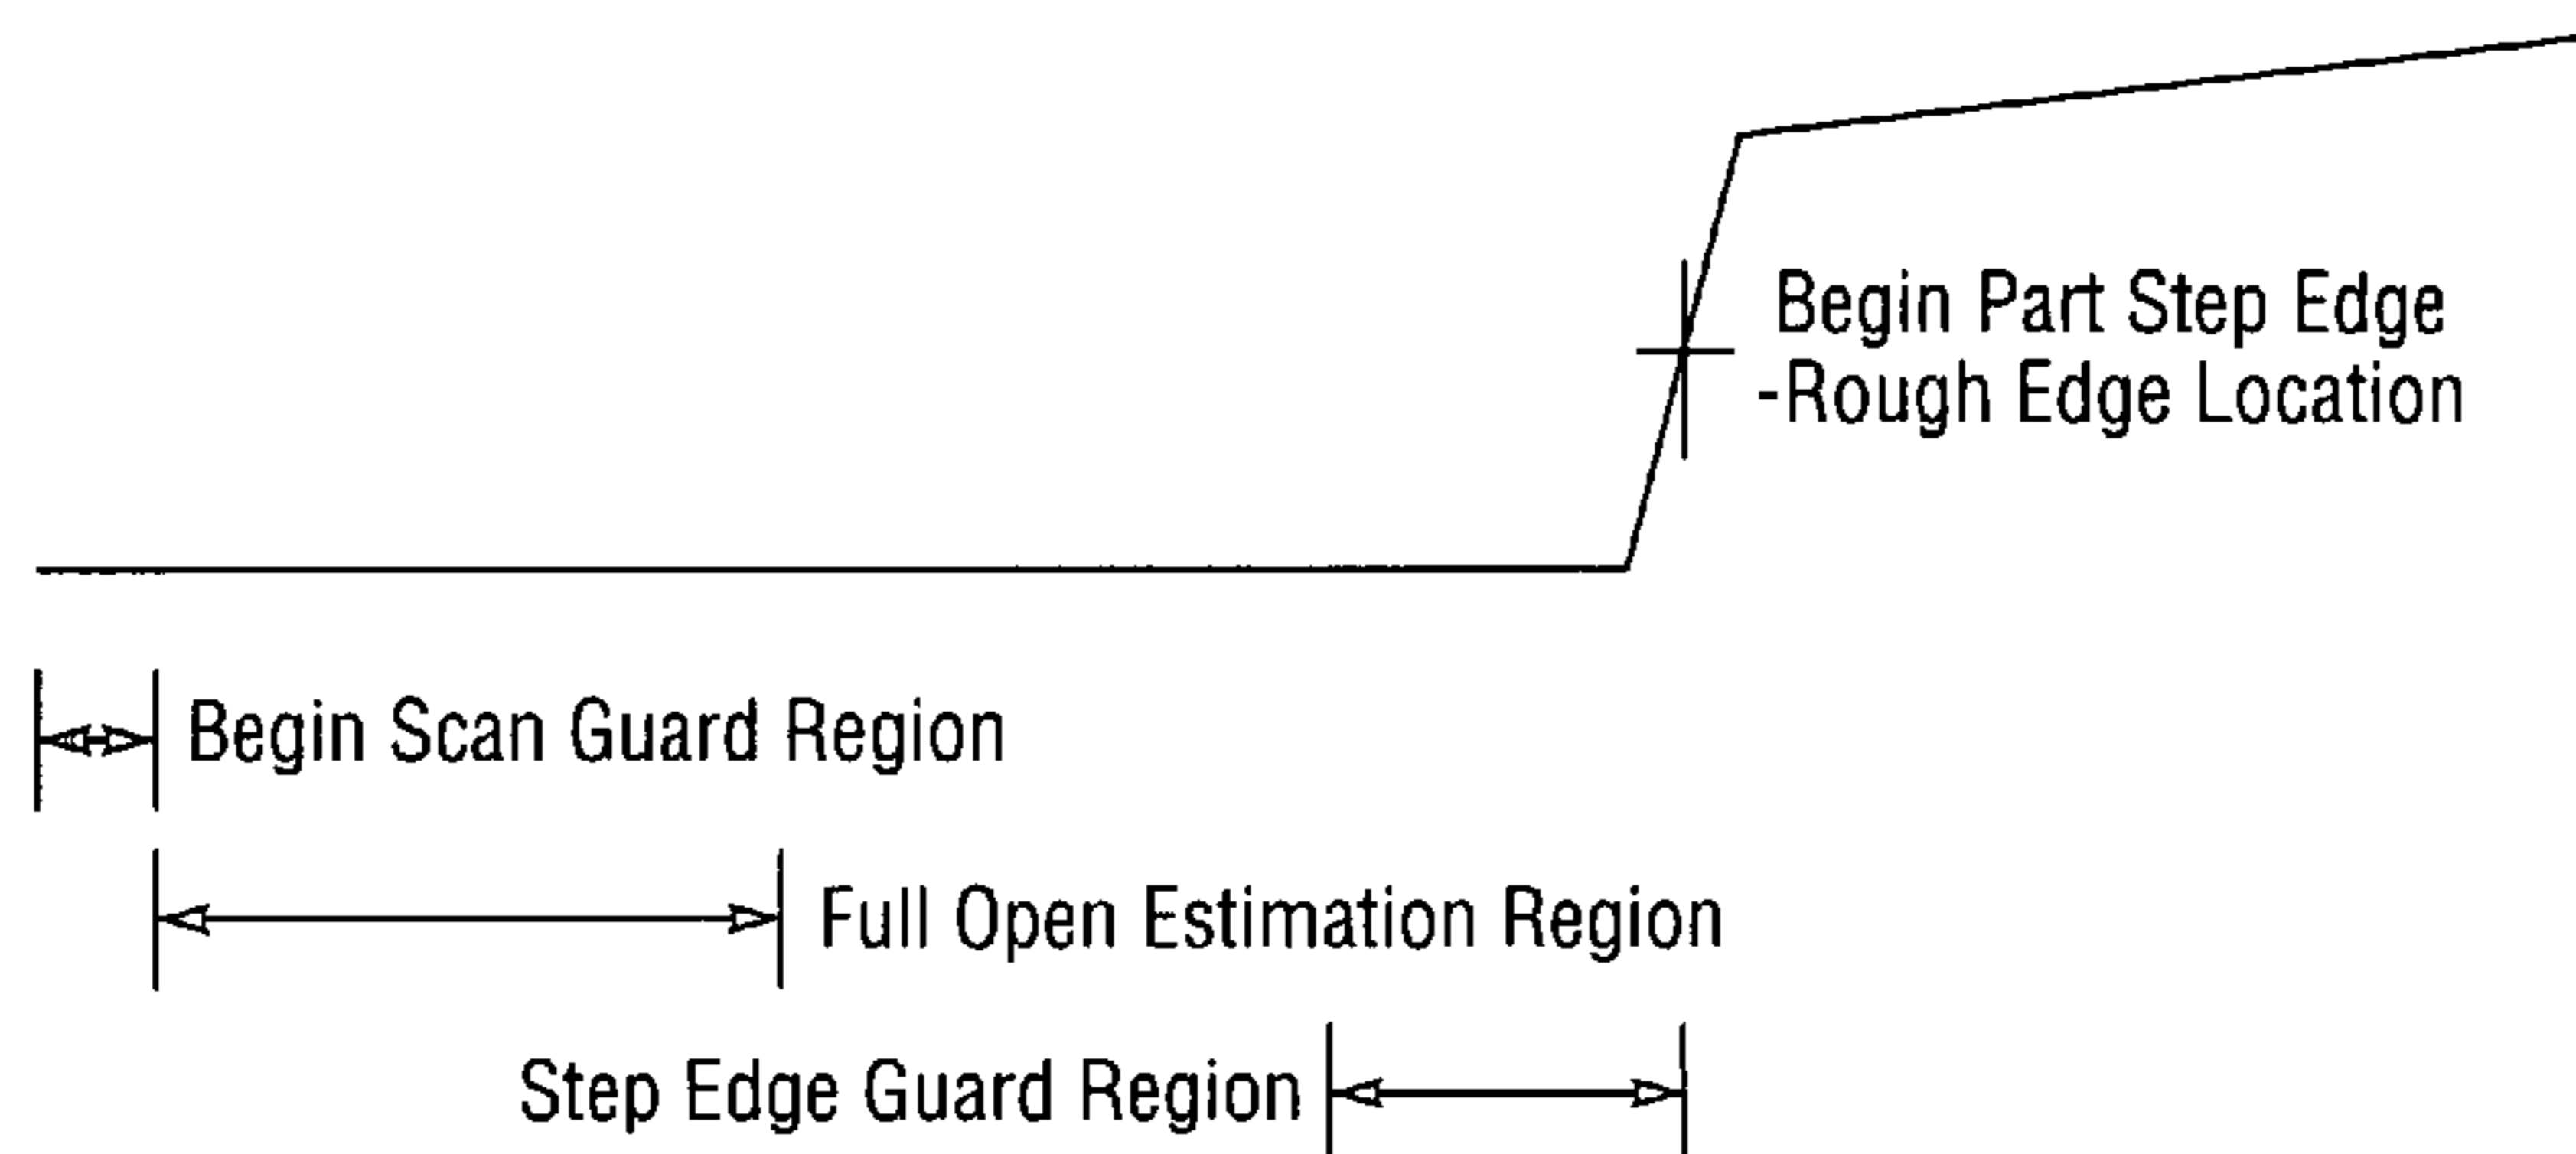 Begin Part Step Edge
-Rough Edge Location
Begin Scan Guard Region
Full Open Estimation Region
Step Edge Guard Region